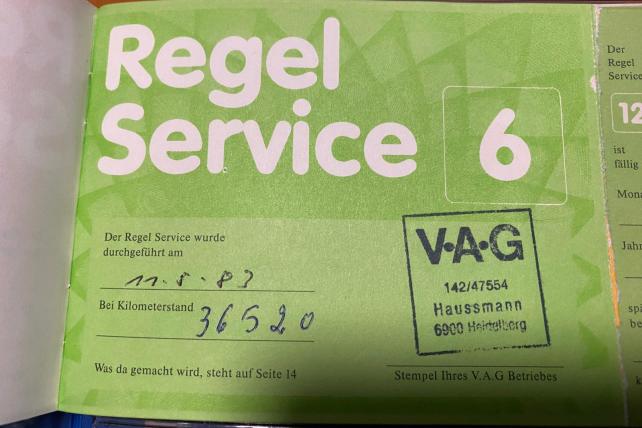 Regel
Service 6
Der Regel Service wurde
durchgeführt am
11.5.83
Bei Kilometerstand 36520
Was da gemacht wird, steht auf Seite 14
V·A·G
142/47554
Haussmann
6900 Heidelberg
Stempel Ihres V.A.G Betriebes
Der
Regel
Service
12
ist
fällig